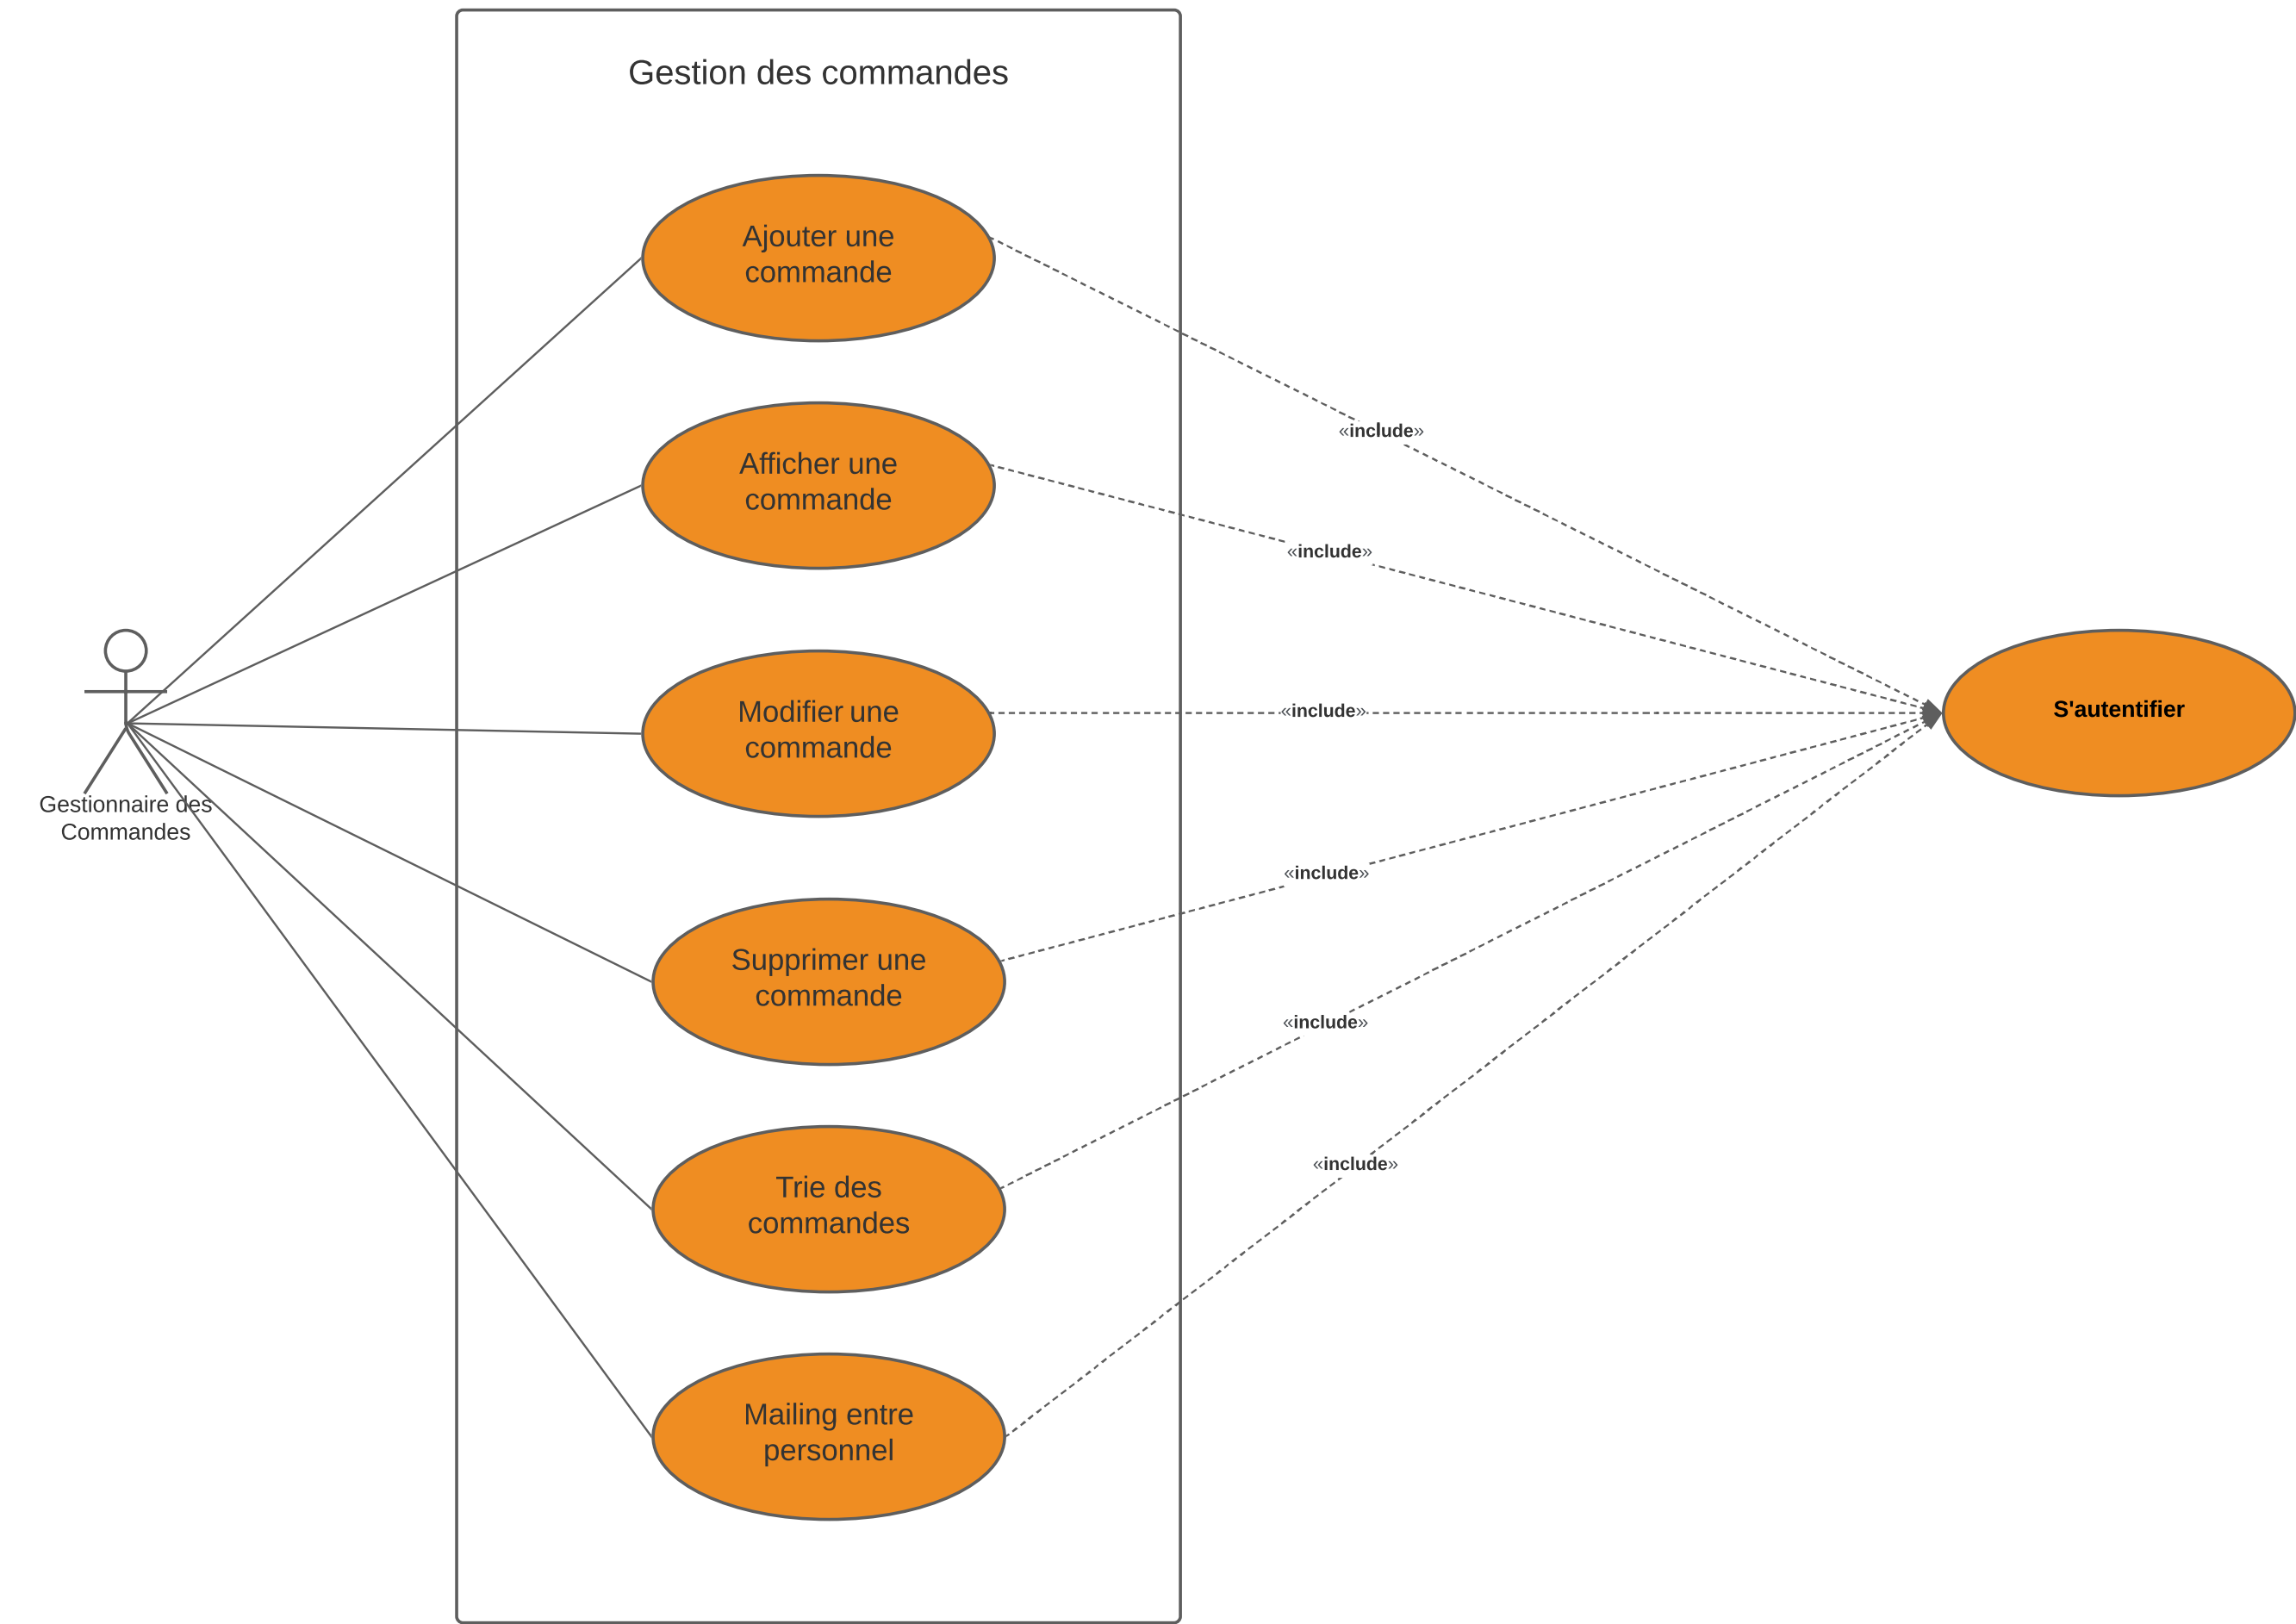 Gestion des commandes
Ajouter une
commande
«include»
Afficher une
commande
«include»
Modifier une
commande
«include»
S'autentifier
Gestionnaire des
Commandes
«include»
Supprimer une
commande
«include»
Trie des
commandes
«include»
Mailing entre
personnel